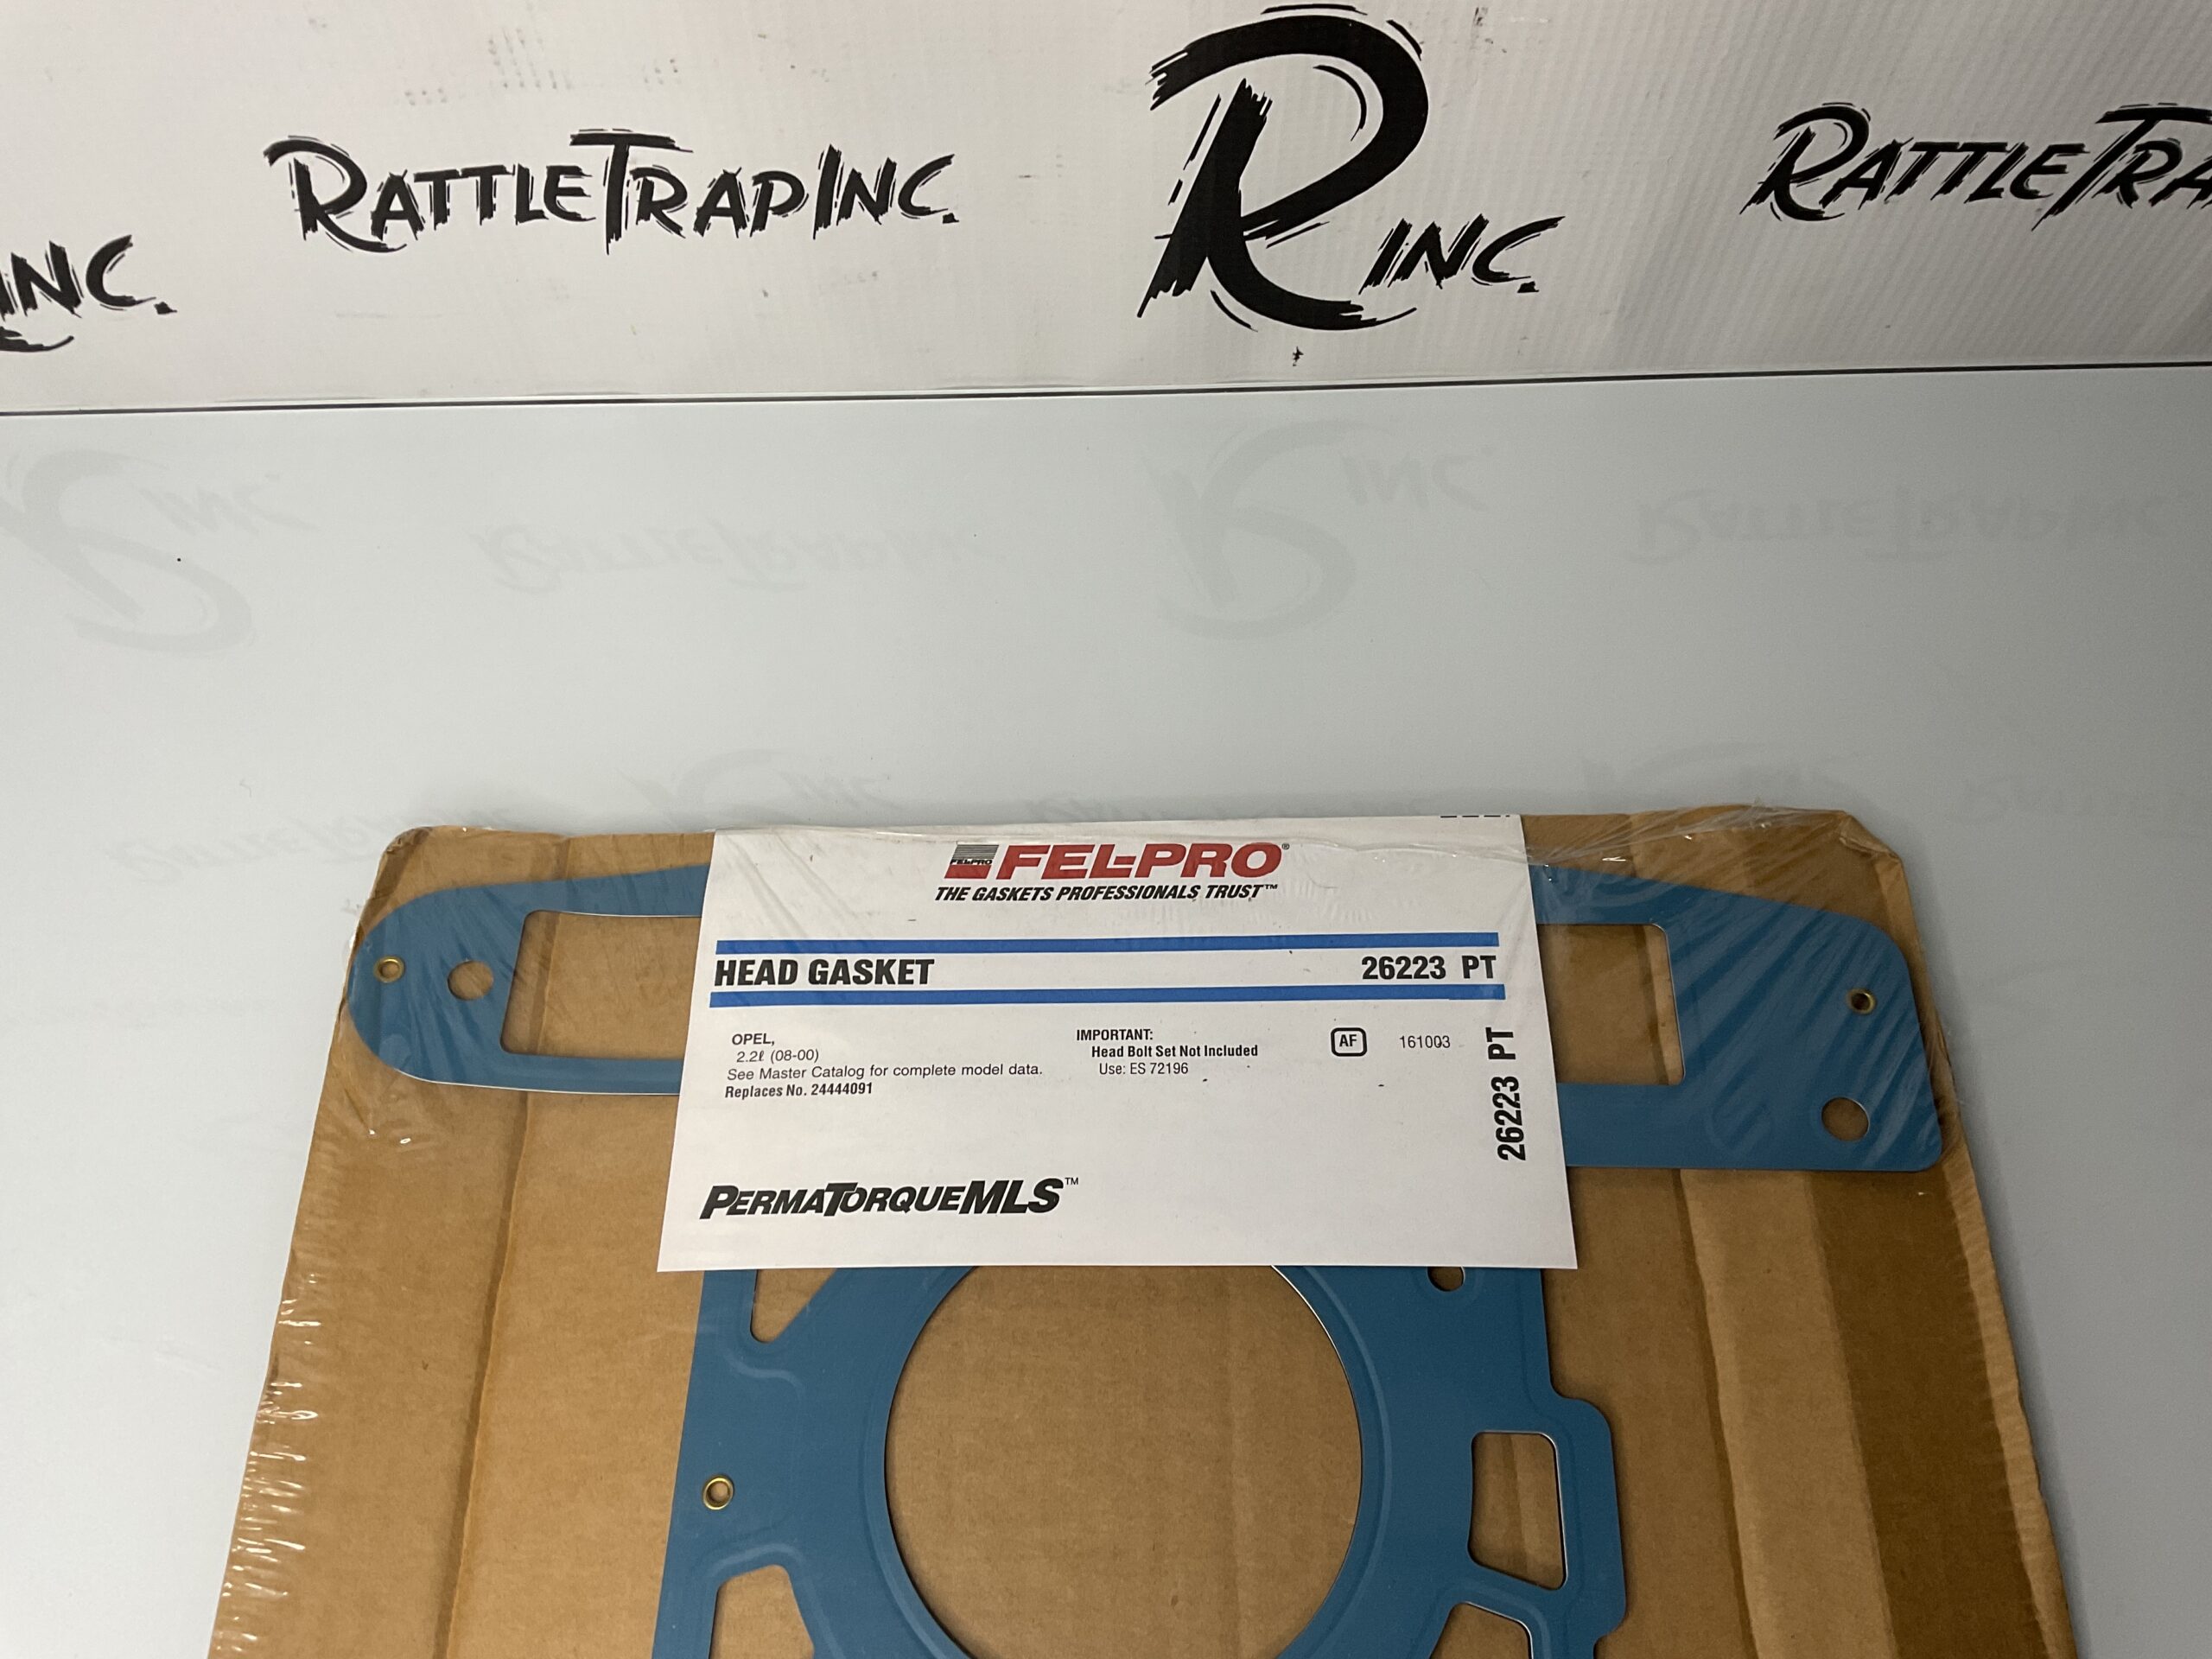 RATTLETRAPINC.
R INC.
RATTLETRA
INC.
FEL-PRO®
FEL-PRO
THE GASKETS PROFESSIONALS TRUST™
HEAD GASKET 26223 PT
OPEL,
2.2ℓ (08-00)
See Master Catalog for complete model data.
Replaces No. 24444091
IMPORTANT:
Head Bolt Set Not Included
Use: ES 72196
AF 161003
26223 PT
PERMATORQUEMLS™